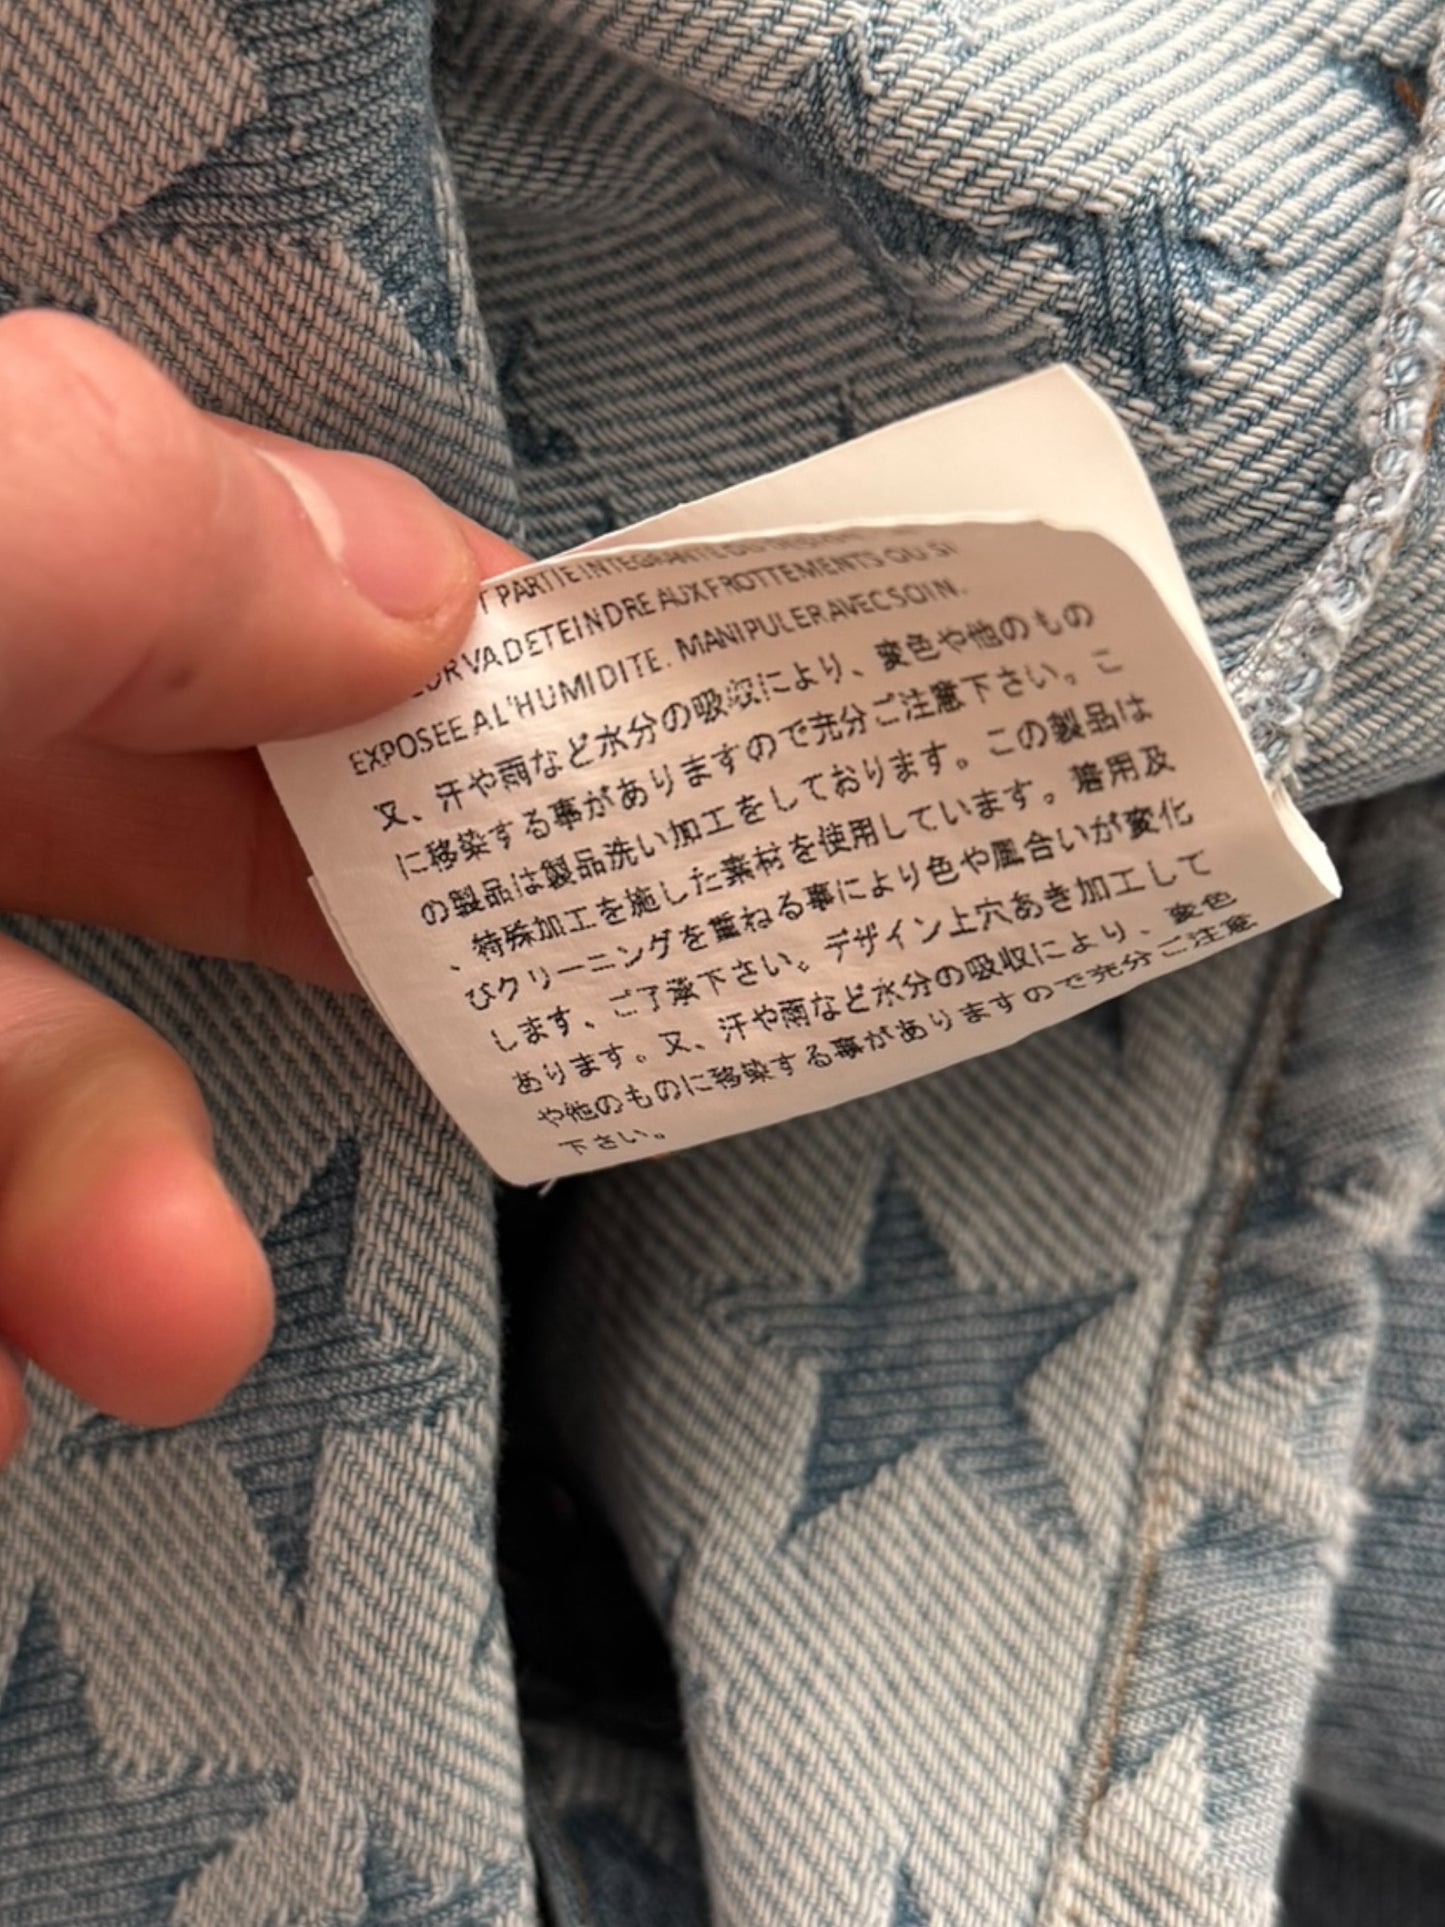 T PARTIE INTEGRANTE DU
VA DETEINDRE AUX FROTTEMENTS OU SI
EXPOSEE A L'HUMIDITE. MANIPULER AVEC SOIN.
又、汗や雨など水分の吸収により、変色や他のもの
に移染する事がありますので充分ご注意下さい。こ
の製品は製品洗い加工をしております。この製品は
、特殊加工を施した素材を使用しています。着用及
びクリーニングを重ねる事により色や風合いが変化
します、ご了承下さい。デザイン上穴あき加工して
あります。又、汗や雨など水分の吸収により、変色
や他のものに移染する事がありますので充分ご注意
下さい。